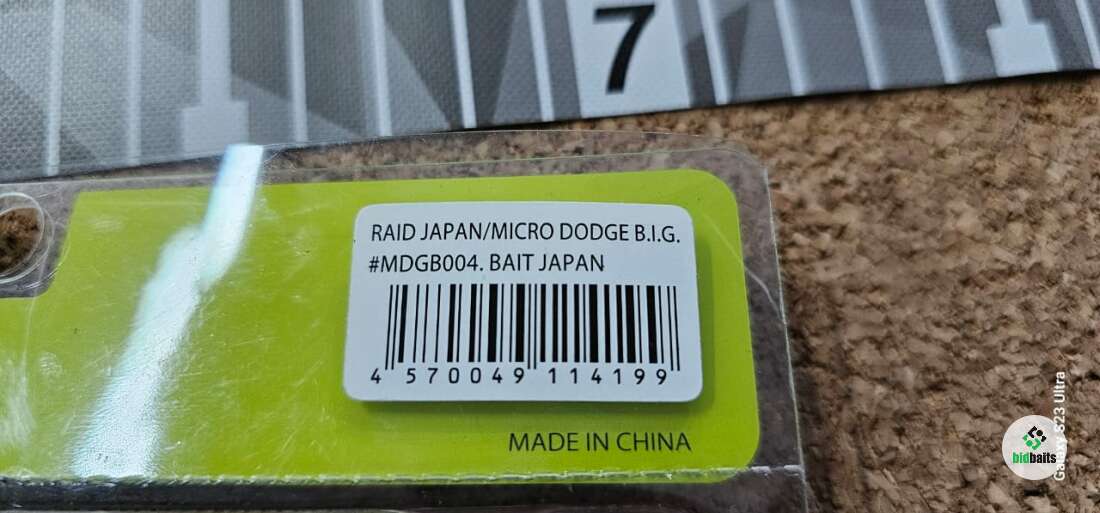 7
RAID JAPAN/MICRO DODGE B.I.G.
#MDGB004. BAIT JAPAN
4 570049 114199
MADE IN CHINA
Galaxy S23 Ultra
bidbaits